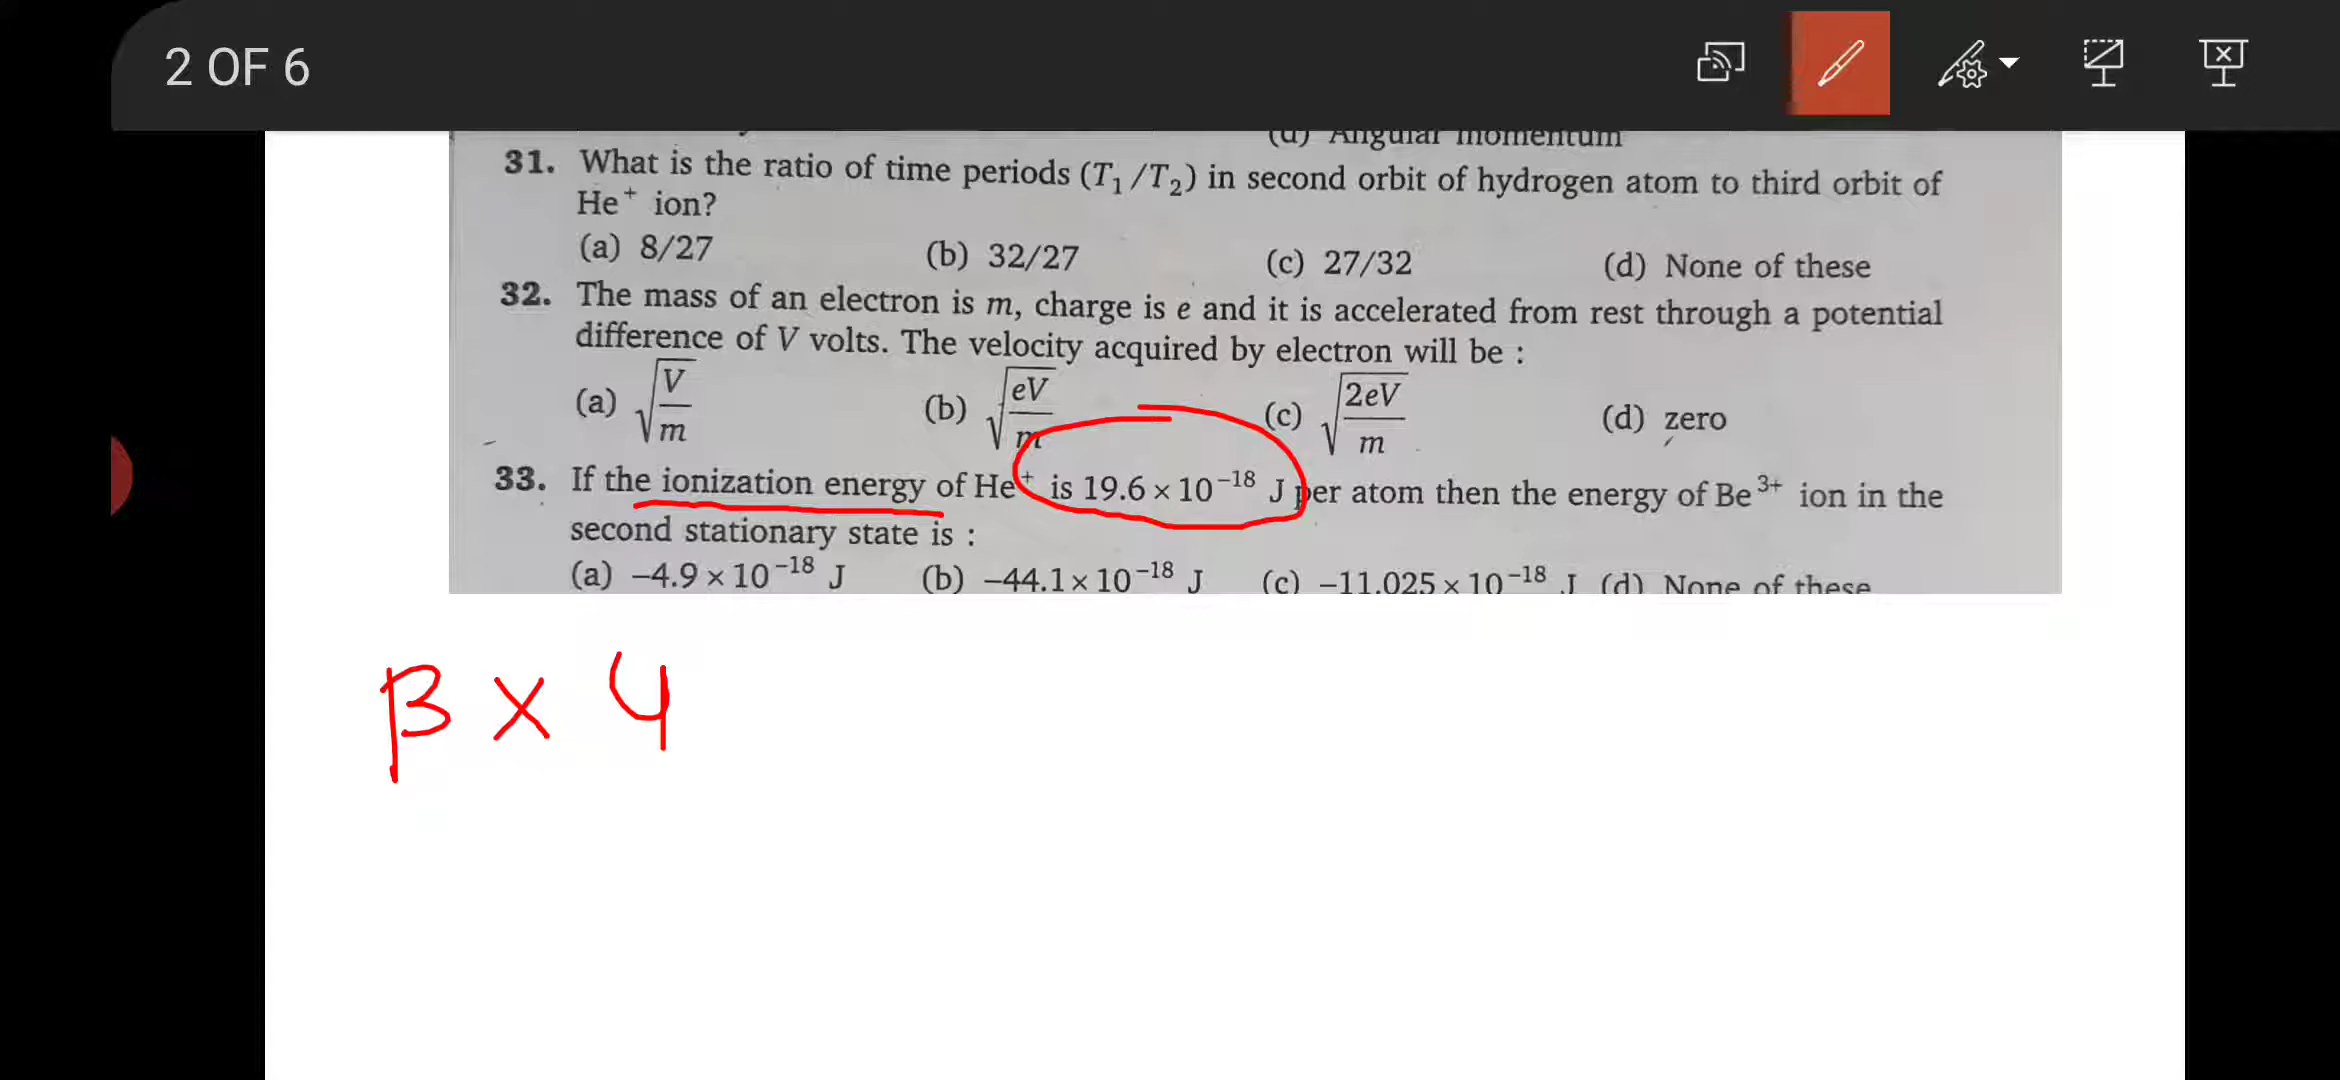 2 OF 6
(d) Angular momentum
31. What is the ratio of time periods (T₁/T₂) in second orbit of hydrogen atom to third orbit of
He⁺ ion?
(a) 8/27 (b) 32/27 (c) 27/32 (d) None of these
32. The mass of an electron is m, charge is e and it is accelerated from rest through a potential
difference of V volts. The velocity acquired by electron will be :
(a) √(V/m) (b) √(eV/m) (c) √(2eV/m) (d) zero
33. If the ionization energy of He⁺ is 19.6 × 10⁻¹⁸ J per atom then the energy of Be³⁺ ion in the
second stationary state is :
(a) –4.9 × 10⁻¹⁸ J (b) –44.1 × 10⁻¹⁸ J (c) –11.025 × 10⁻¹⁸ J (d) None of these
β × 4